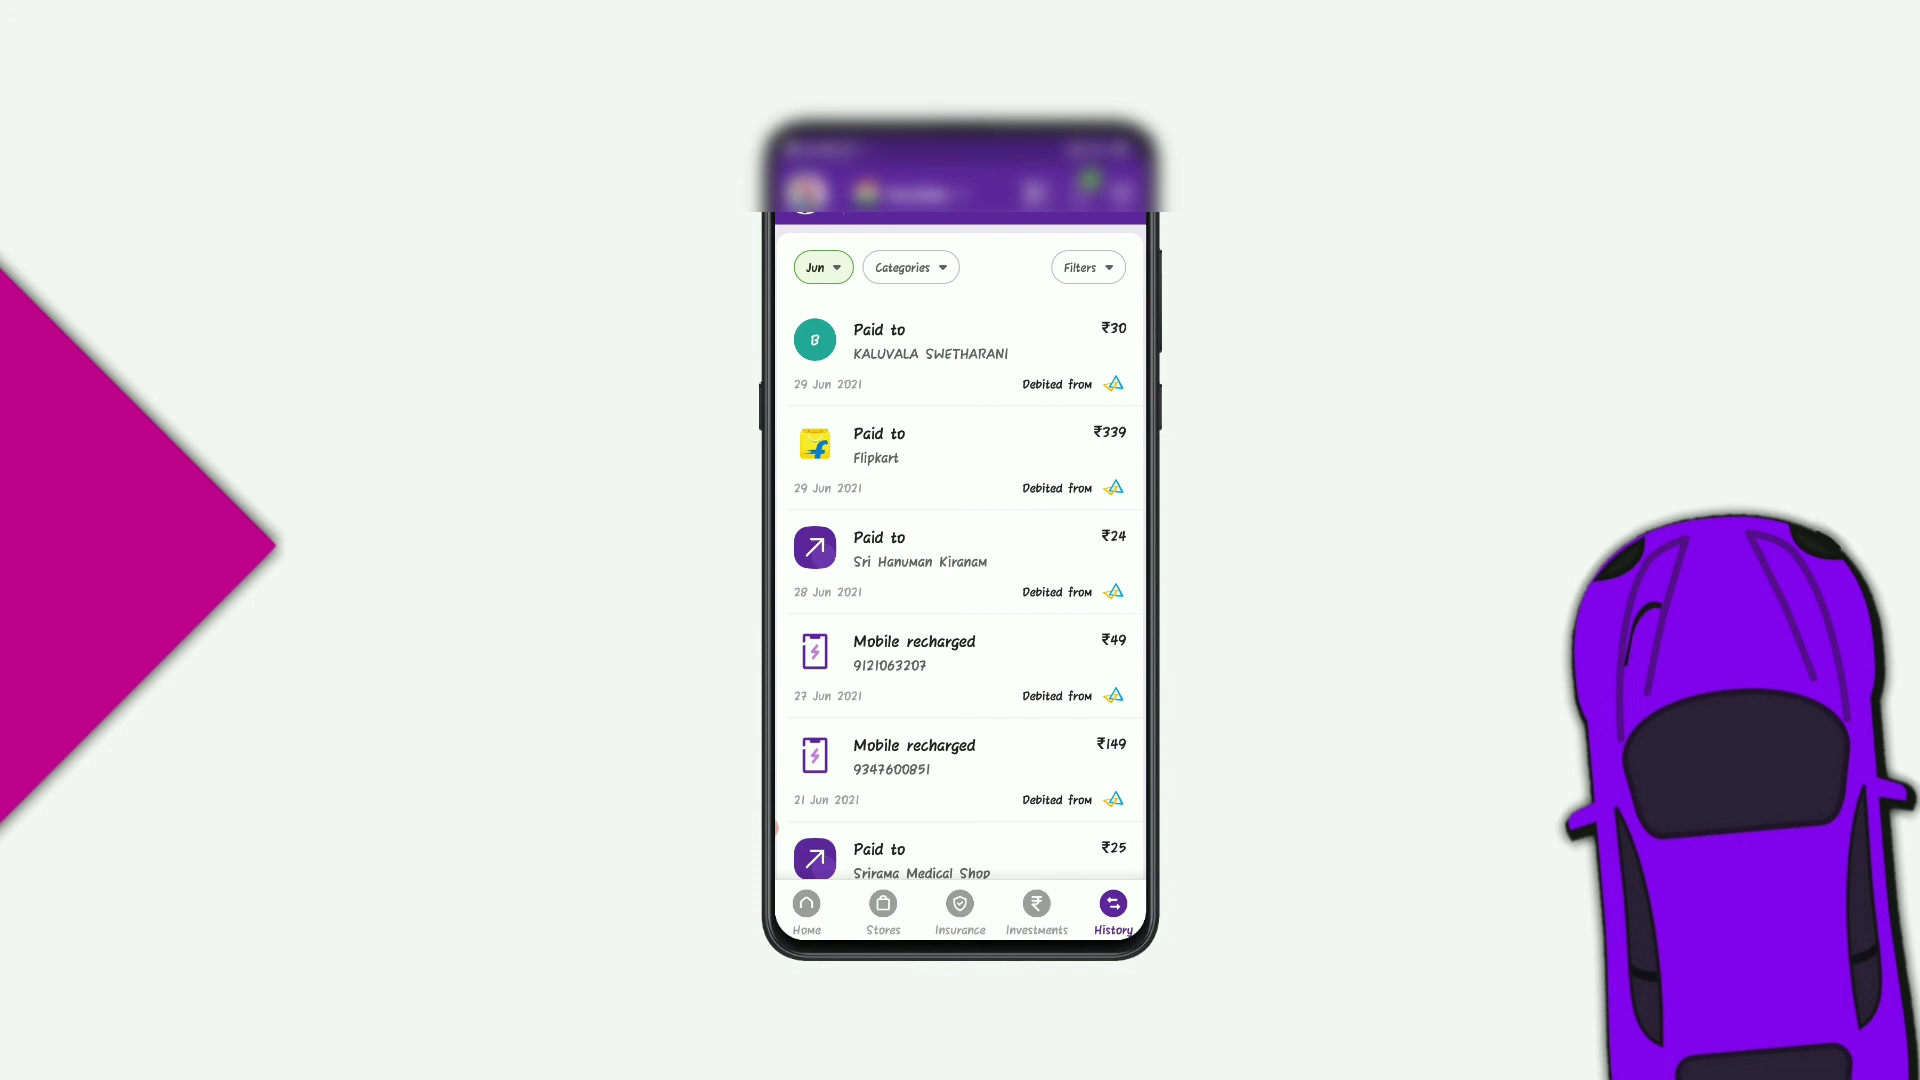 Jun Categories Filters
Paid to ₹30
B
KALUVALA SWETHARANI
29 Jun 2021 Debited from
Paid to ₹339
Flipkart
29 Jun 2021 Debited from
Paid to ₹24
Sri Hanuman Kiranam
28 Jun 2021 Debited from
Mobile recharged ₹49
9121063207
27 Jun 2021 Debited from
Mobile recharged ₹149
9347600851
21 Jun 2021 Debited from
Paid to ₹25
Srirama Medical Shop
Home Stores Insurance Investments History